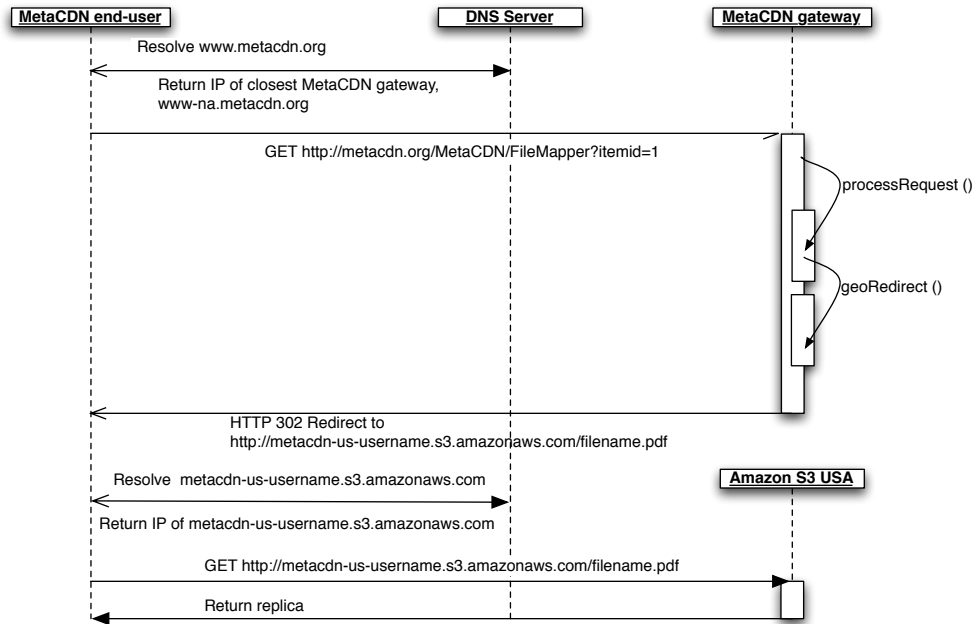 MetaCDN end-user
DNS Server
MetaCDN gateway
Resolve www.metacdn.org
Return IP of closest MetaCDN gateway,
www-na.metacdn.org
GET http://metacdn.org/MetaCDN/FileMapper?itemid=1
processRequest ()
geoRedirect ()
HTTP 302 Redirect to
http://metacdn-us-username.s3.amazonaws.com/filename.pdf
Resolve metacdn-us-username.s3.amazonaws.com
Amazon S3 USA
Return IP of metacdn-us-username.s3.amazonaws.com
GET http://metacdn-us-username.s3.amazonaws.com/filename.pdf
Return replica